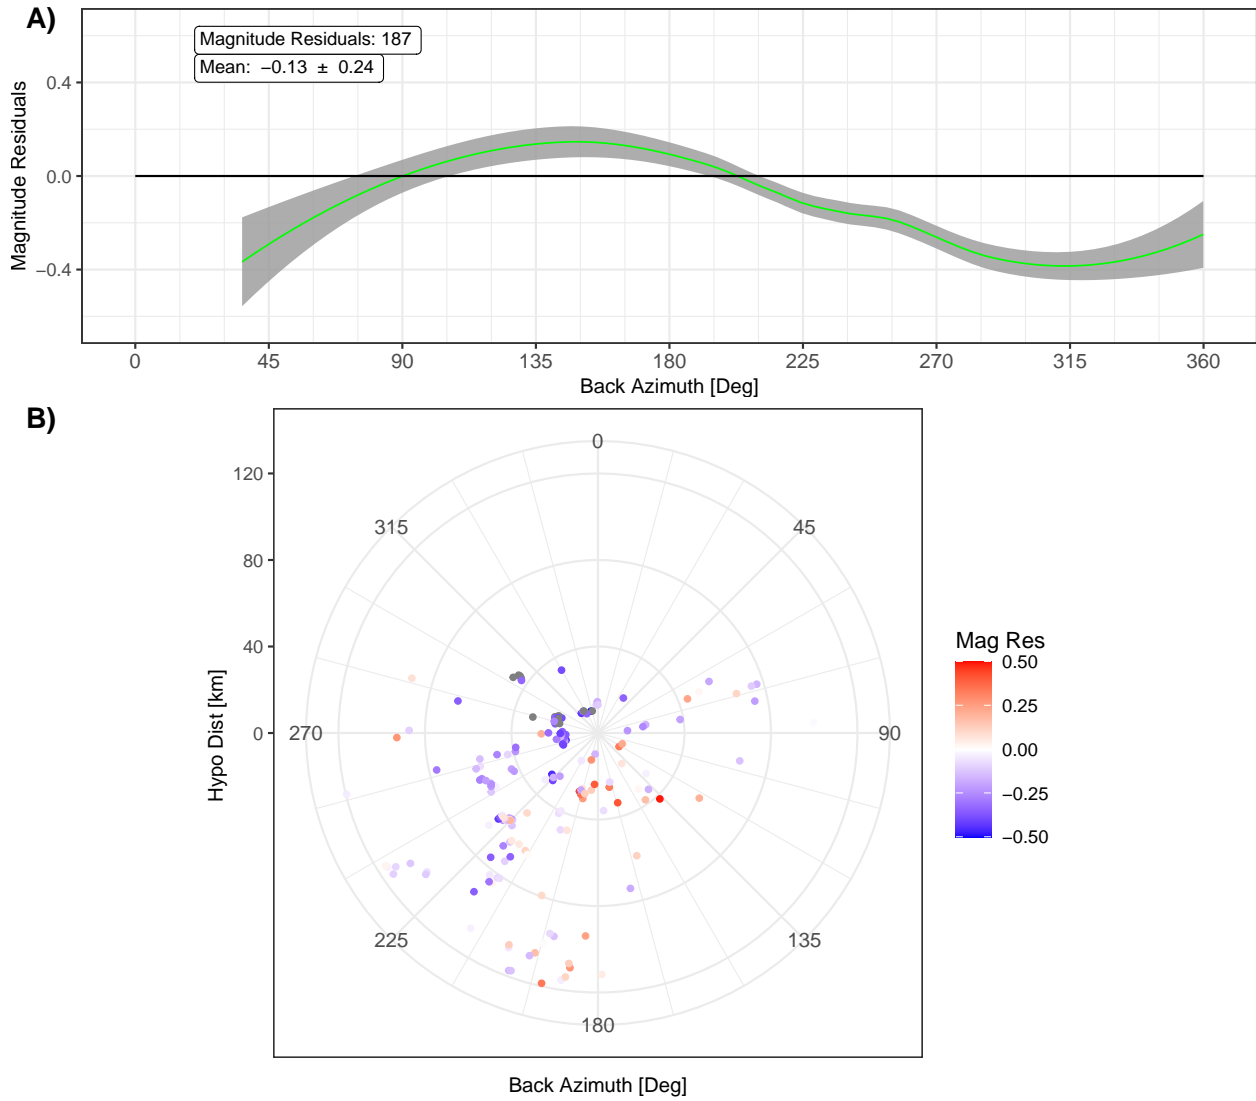 A)
Magnitude Residuals: 187
Mean: −0.13 ± 0.24
Magnitude Residuals
0.4
0.0
−0.4
0 45 90 135 180 225 270 315 360
Back Azimuth [Deg]
B)
Hypo Dist [km]
120
80
40
0
0
45
90
135
180
225
270
315
Back Azimuth [Deg]
Mag Res
0.50
0.25
0.00
−0.25
−0.50